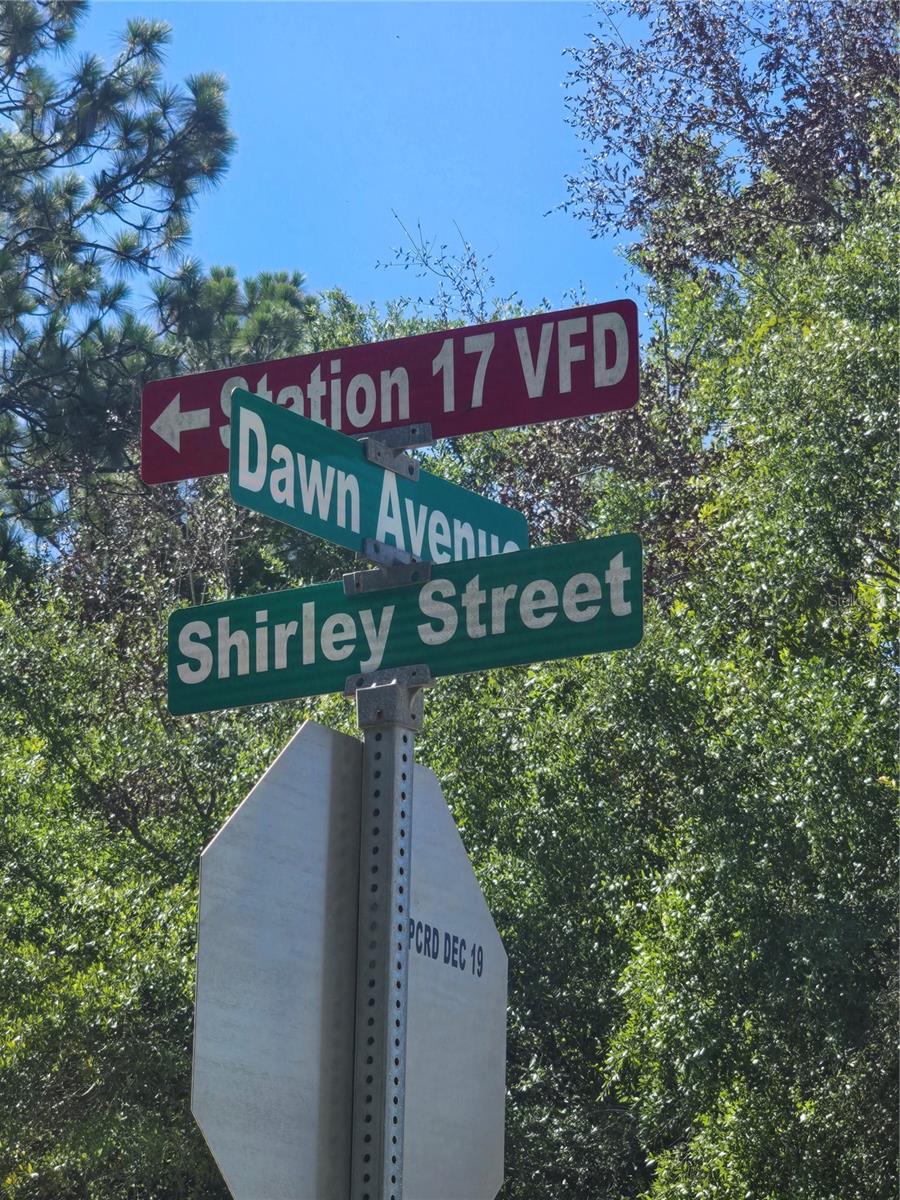 Station 17 VFD
Dawn Avenue
Shirley Street
PCRD DEC 19